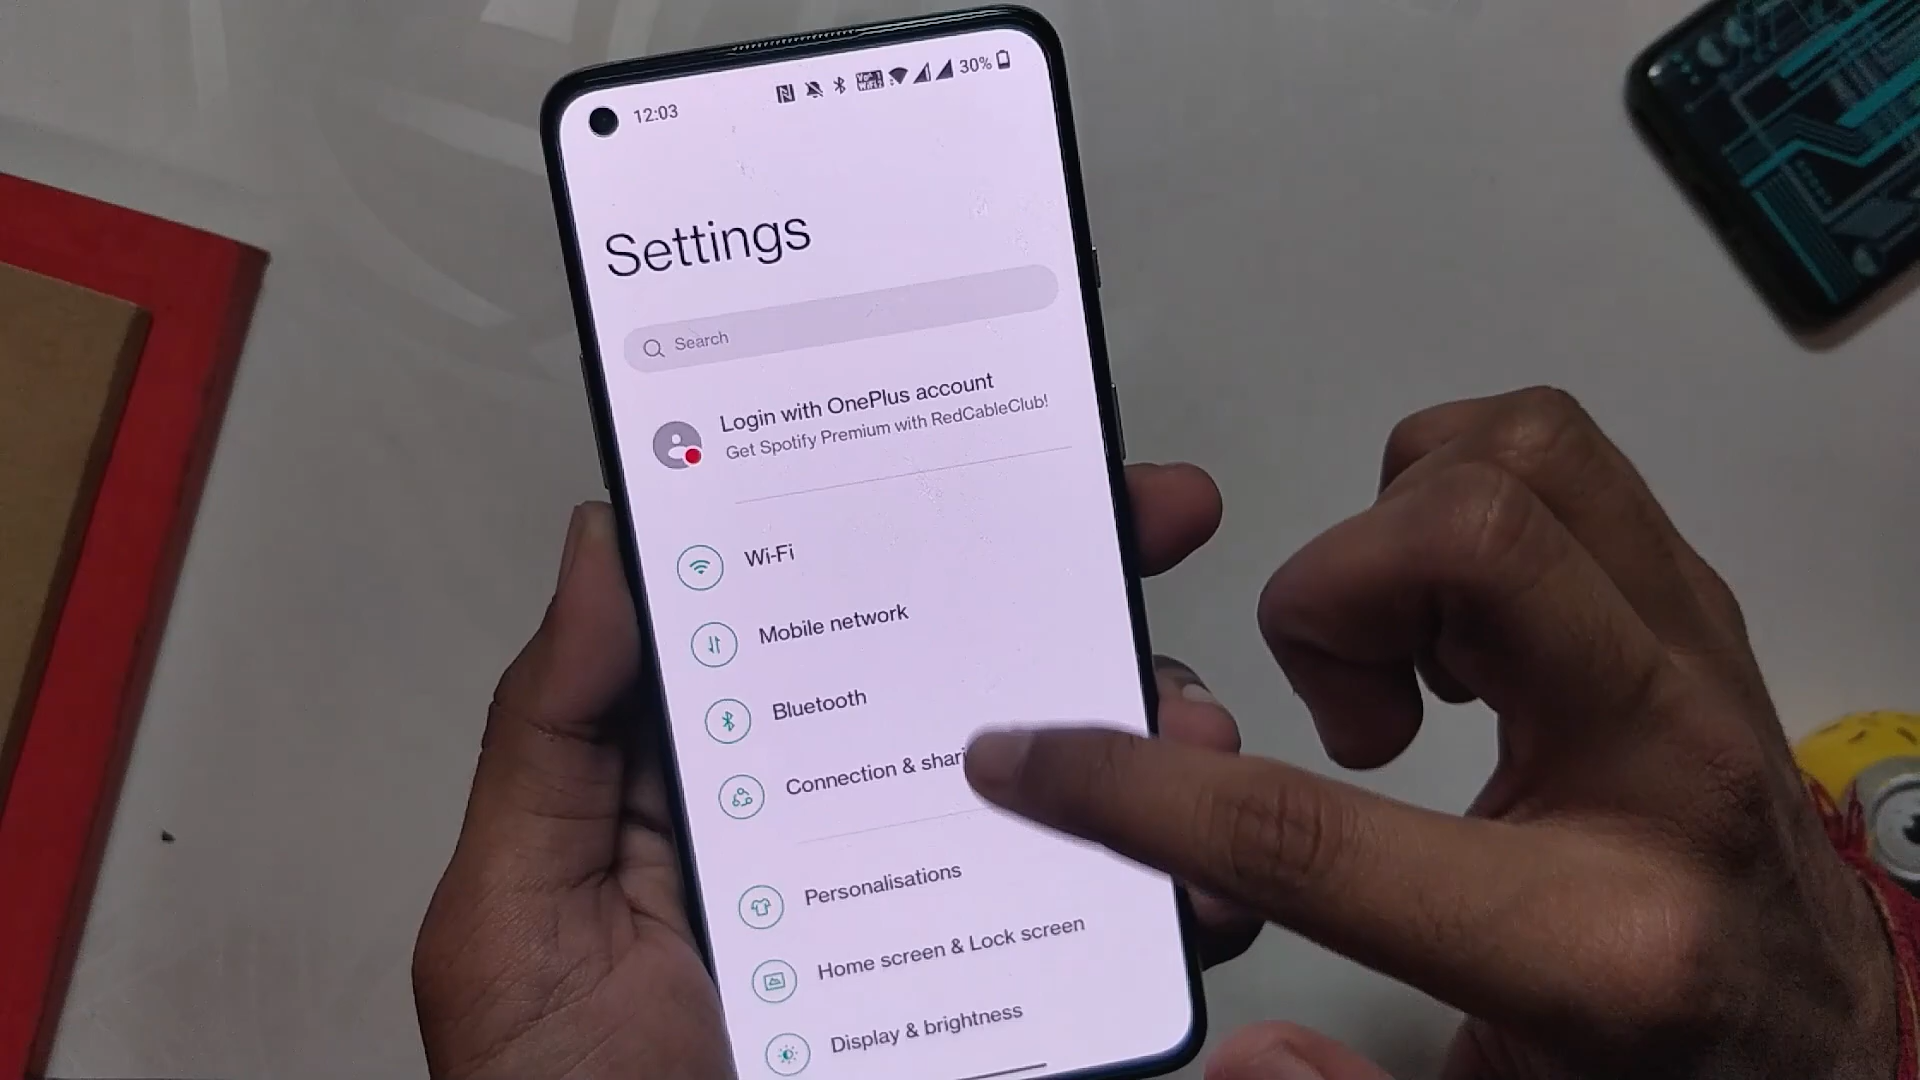 12:03
30%
Settings
Search
Login with OnePlus account
Get Spotify Premium with RedCableClub!
Wi-Fi
Mobile network
Bluetooth
Connection & shari
Personalisations
Home screen & Lock screen
Display & brightness